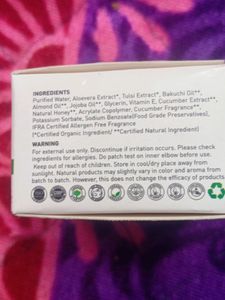 INGREDIENTS
Purified Water, Aloevera Extract*, Tulsi Extract*, Bakuchi Oil**,
Almond Oil**, Jojoba Oil**, Glycerin, Vitamin E, Cucumber Extract**,
Natural Honey**, Acrylate Copolymer, Cucumber Fragrance**,
Potassium Sorbate, Sodium Benzoate(Food Grade Preservatives),
IFRA Certified Allergen Free Fragrance
(*Certified Organic Ingredient/ **Certified Natural Ingredient)
WARNING
For external use only. Discontinue if irritation occurs. Please check
ingredients for allergies. Do patch test on inner elbow before use.
Keep out of reach of children. Store in cool/dry place away from
sunlight. Natural products may slightly vary in color and aroma from
batch to batch. However, this does not change the efficacy of products